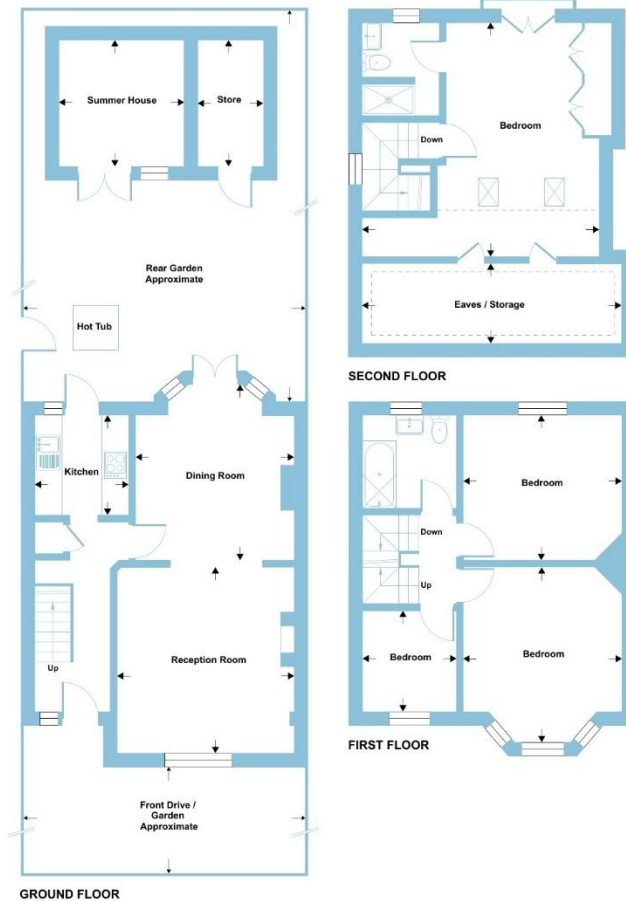 Summer House
Store
Rear Garden
Approximate
Hot Tub
Kitchen
Dining Room
Up
Reception Room
Front Drive /
Garden
Approximate
GROUND FLOOR
Down
Bedroom
Eaves / Storage
SECOND FLOOR
Bedroom
Down
Up
Bedroom
Bedroom
FIRST FLOOR